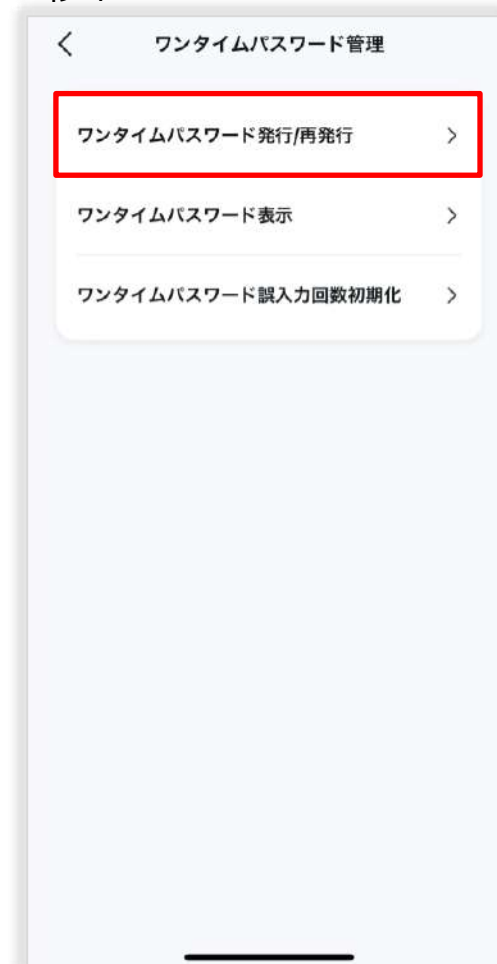 ワンタイムパスワード管理
ワンタイムパスワード発行/再発行
ワンタイムパスワード表示
ワンタイムパスワード誤入力回数初期化